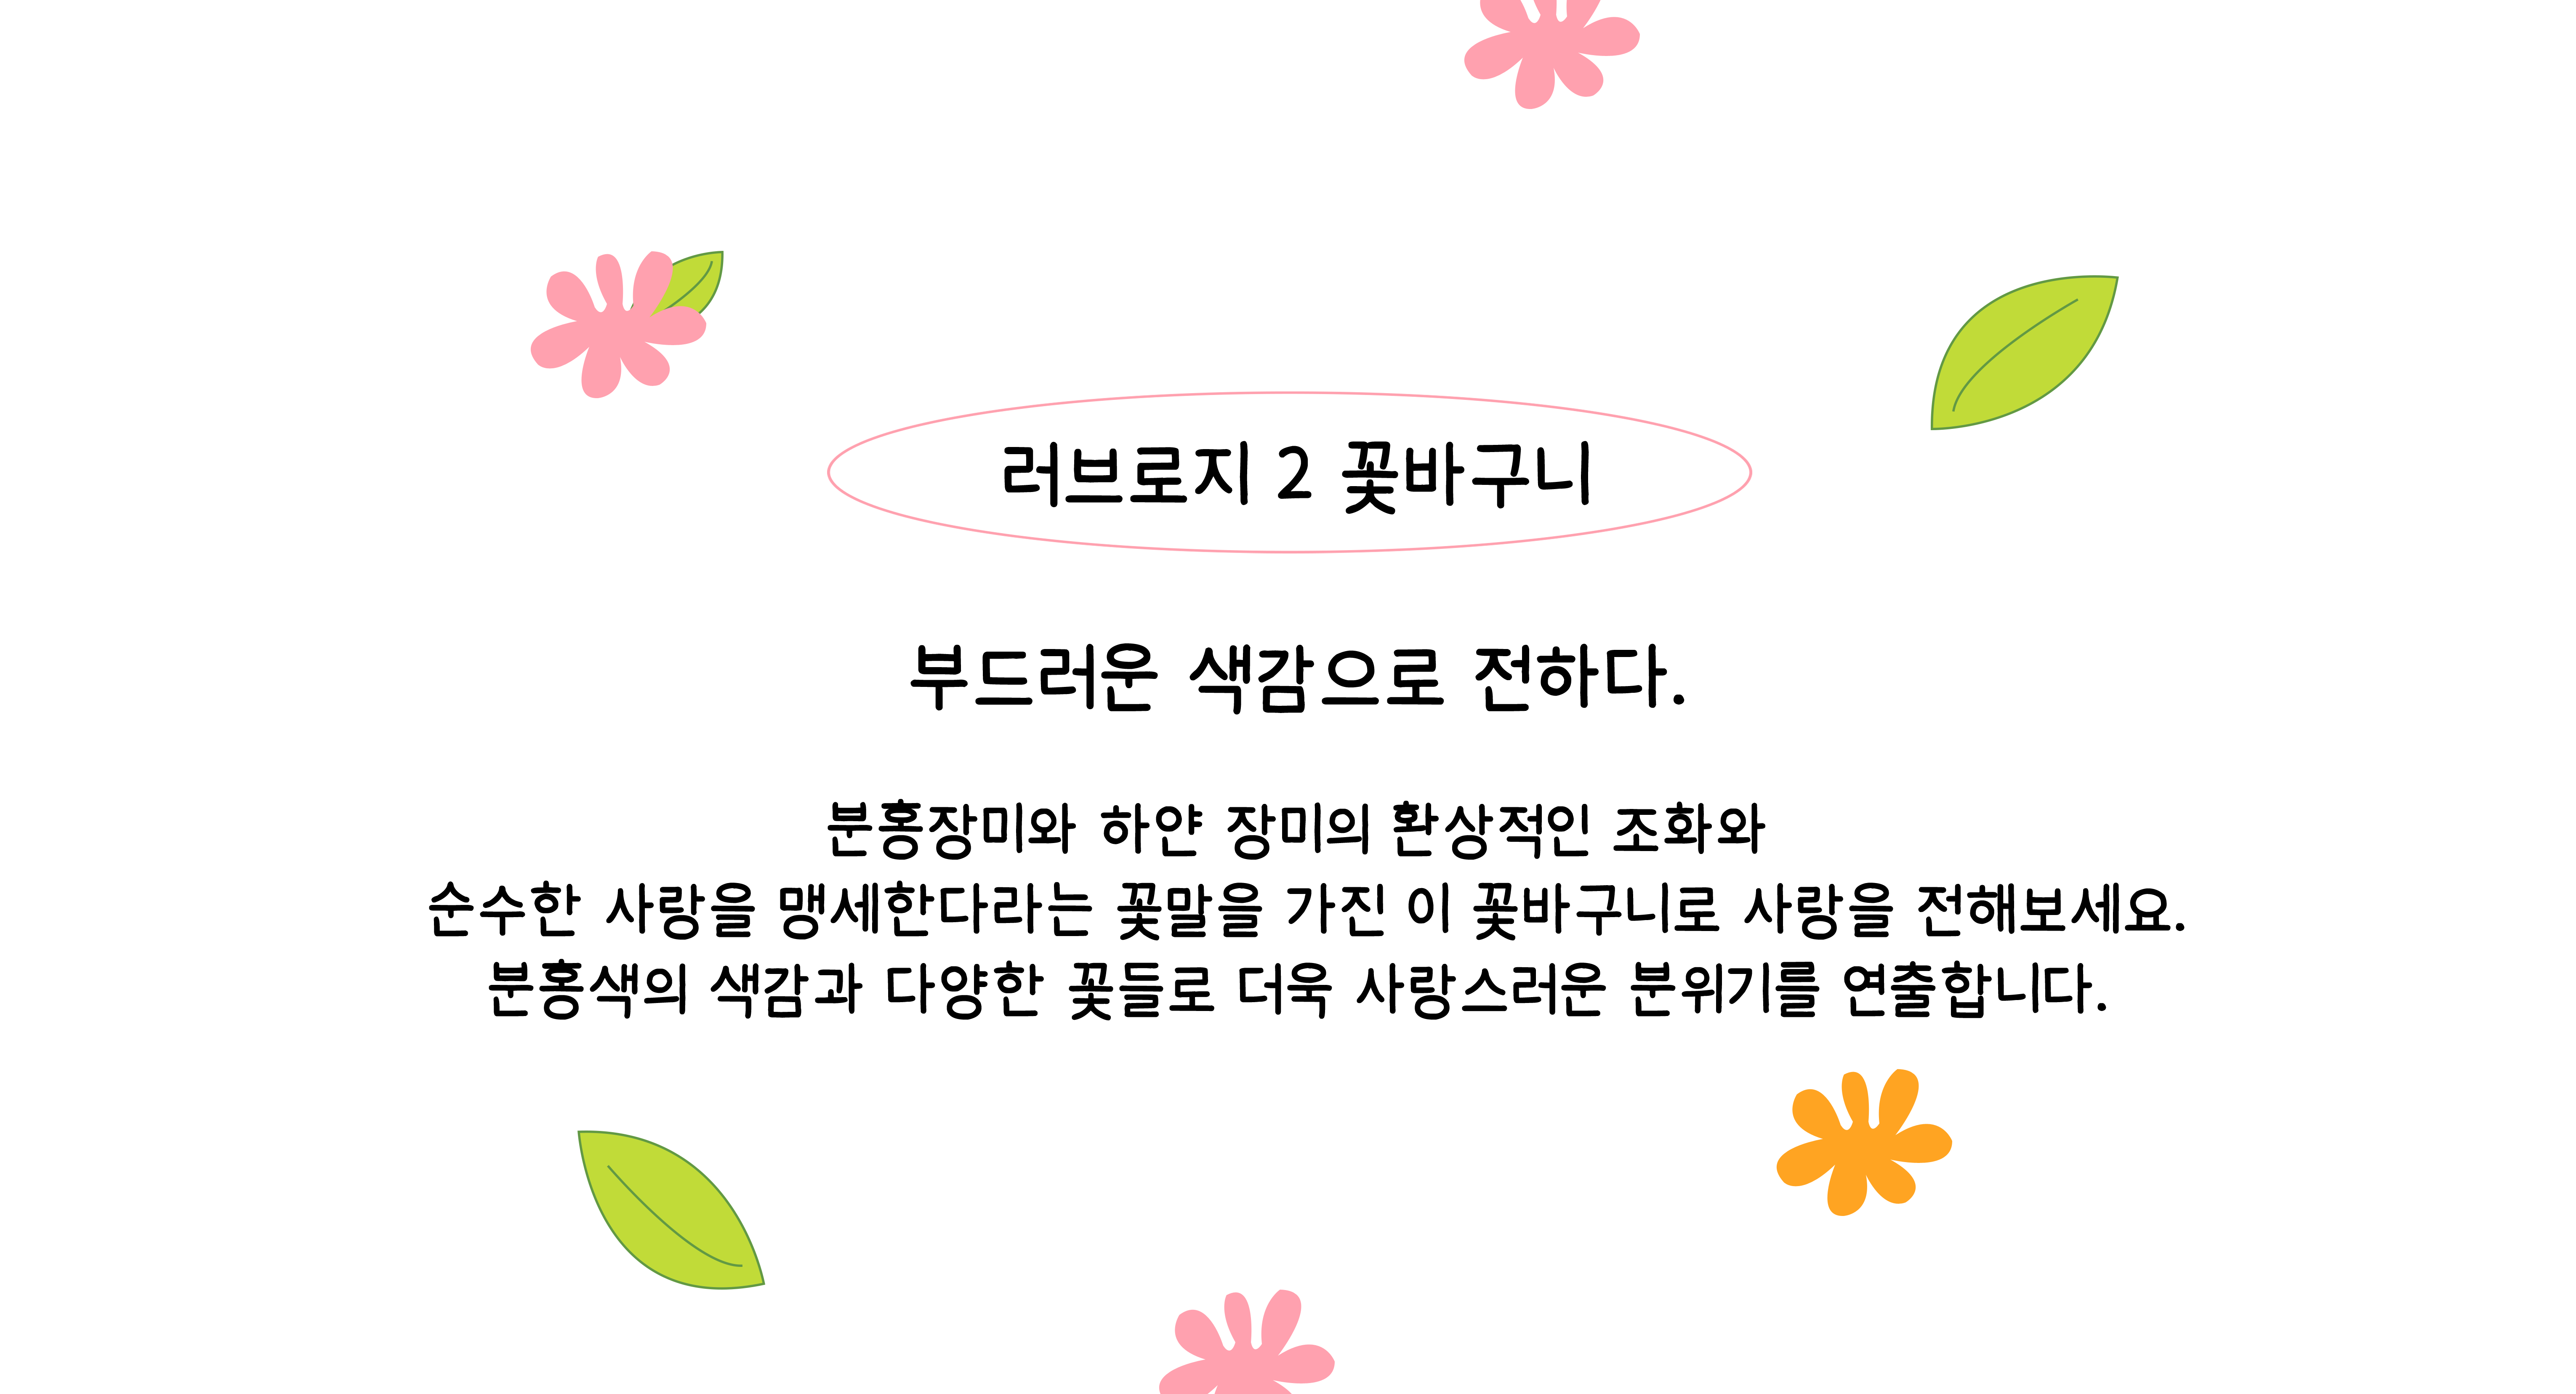 러브로지 2 꽃바구니
부드러운 색감으로 전하다.
분홍장미와 하얀 장미의 환상적인 조화와
순수한 사랑을 맹세한다라는 꽃말을 가진 이 꽃바구니로 사랑을 전해보세요.
분홍색의 색감과 다양한 꽃들로 더욱 사랑스러운 분위기를 연출합니다.